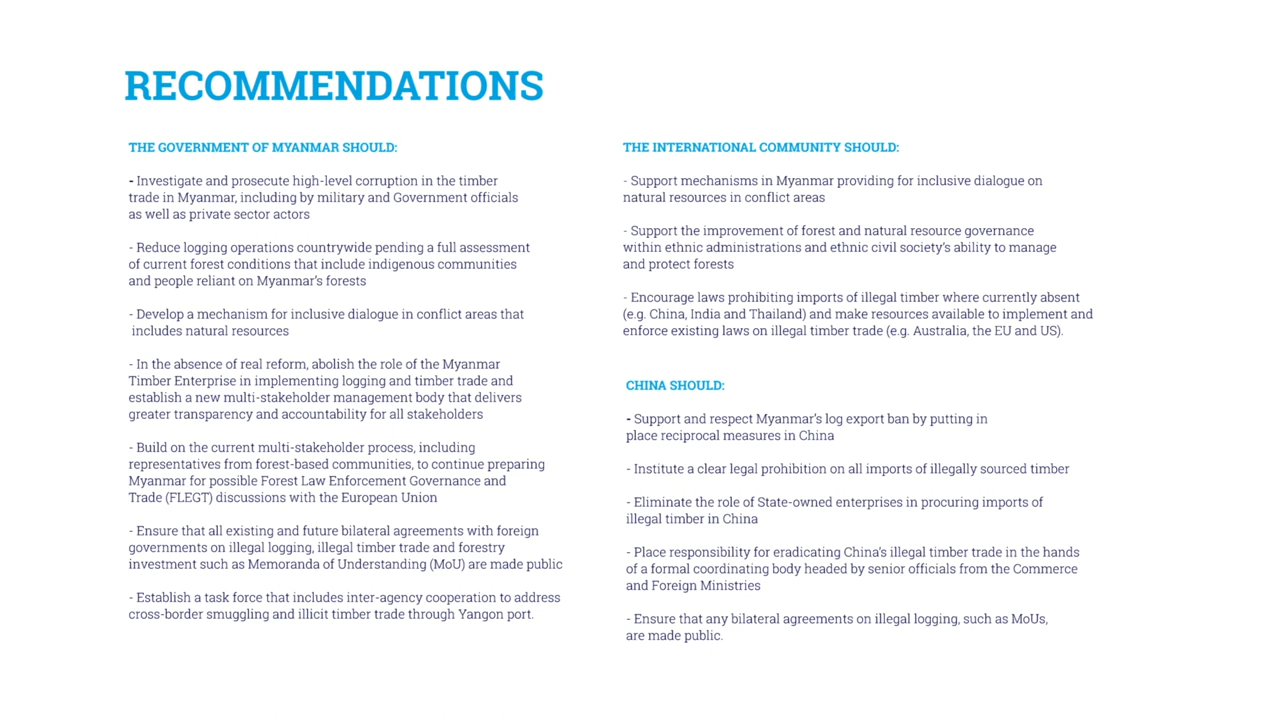 RECOMMENDATIONS
THE GOVERNMENT OF MYANMAR SHOULD:
- Investigate and prosecute high-level corruption in the timber
trade in Myanmar, including by military and Government officials
as well as private sector actors
- Reduce logging operations countrywide pending a full assessment
of current forest conditions that include indigenous communities
and people reliant on Myanmar's forests
- Develop a mechanism for inclusive dialogue in conflict areas that
includes natural resources
- In the absence of real reform, abolish the role of the Myanmar
Timber Enterprise in implementing logging and timber trade and
establish a new multi-stakeholder management body that delivers
greater transparency and accountability for all stakeholders
- Build on the current multi-stakeholder process, including
representatives from forest-based communities, to continue preparing
Myanmar for possible Forest Law Enforcement Governance and
Trade (FLEGT) discussions with the European Union
- Ensure that all existing and future bilateral agreements with foreign
governments on illegal logging, illegal timber trade and forestry
investment such as Memoranda of Understanding (MoU) are made public
- Establish a task force that includes inter-agency cooperation to address
cross-border smuggling and illicit timber trade through Yangon port.
THE INTERNATIONAL COMMUNITY SHOULD:
- Support mechanisms in Myanmar providing for inclusive dialogue on
natural resources in conflict areas
- Support the improvement of forest and natural resource governance
within ethnic administrations and ethnic civil society's ability to manage
and protect forests
- Encourage laws prohibiting imports of illegal timber where currently absent
(e.g. China, India and Thailand) and make resources available to implement and
enforce existing laws on illegal timber trade (e.g. Australia, the EU and US).
CHINA SHOULD:
- Support and respect Myanmar's log export ban by putting in
place reciprocal measures in China
- Institute a clear legal prohibition on all imports of illegally sourced timber
- Eliminate the role of State-owned enterprises in procuring imports of
illegal timber in China
- Place responsibility for eradicating China's illegal timber trade in the hands
of a formal coordinating body headed by senior officials from the Commerce
and Foreign Ministries
- Ensure that any bilateral agreements on illegal logging, such as MoUs,
are made public.